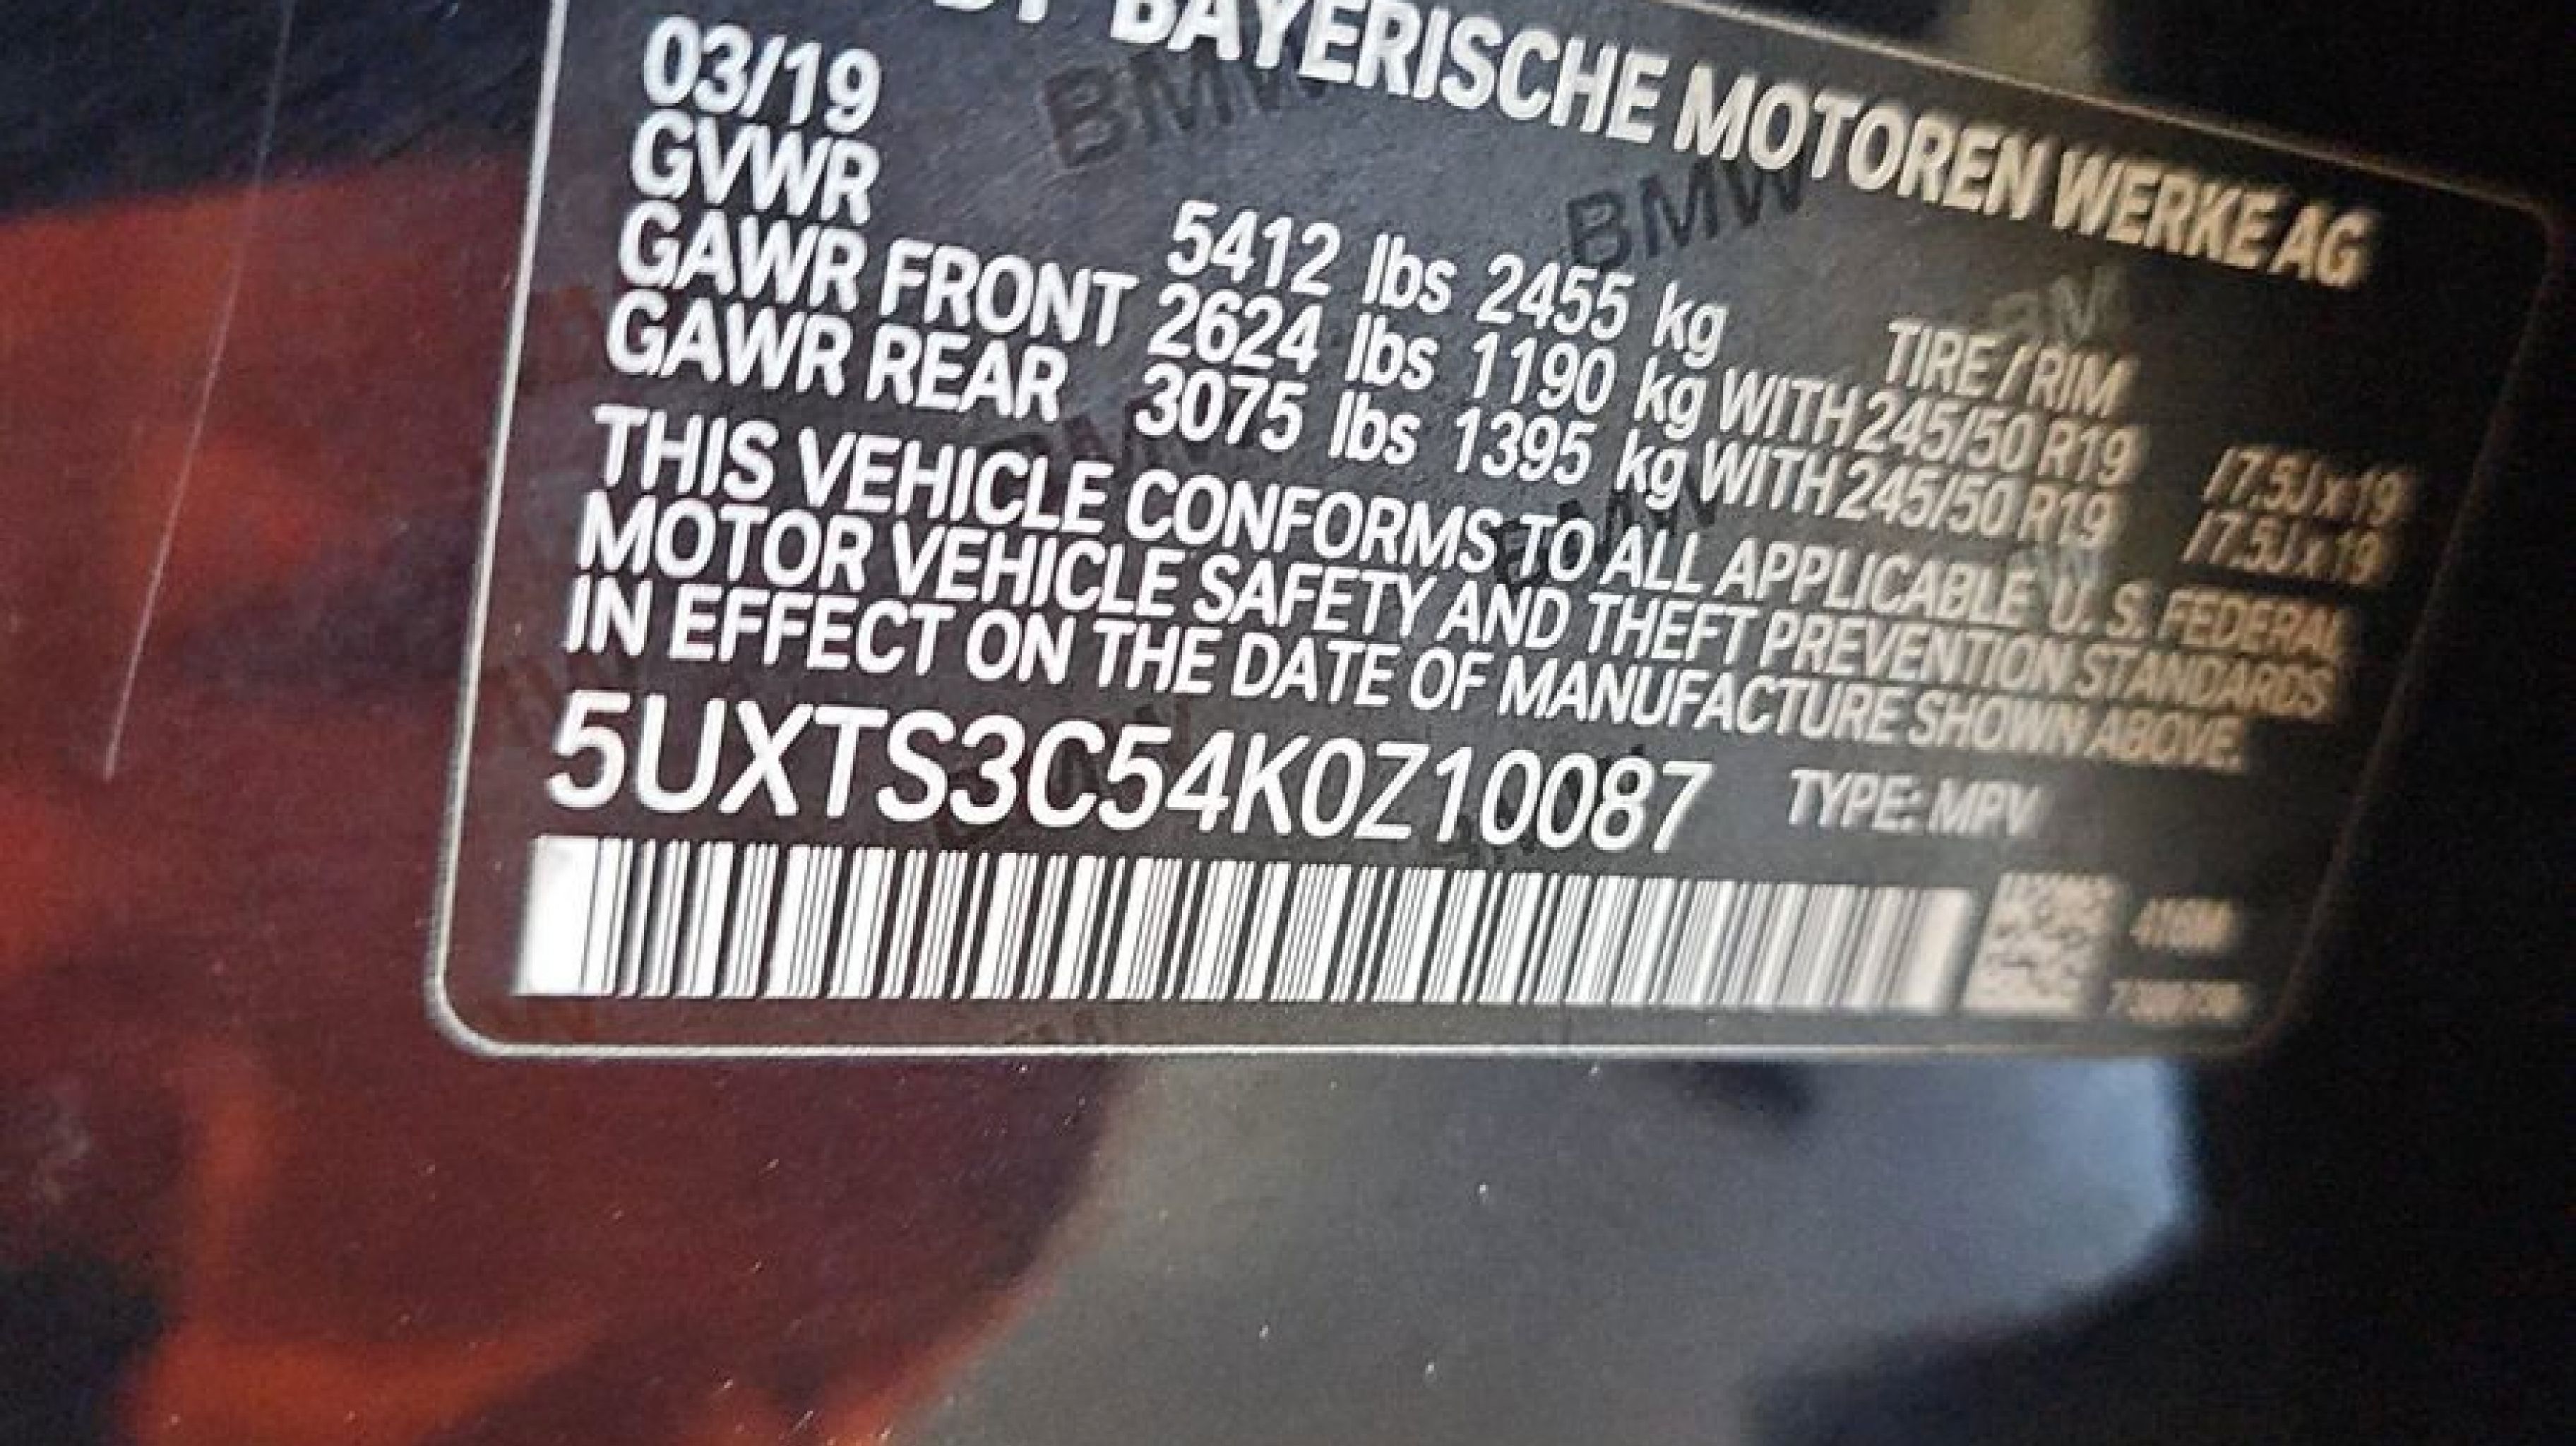 BY BAYERISCHE MOTOREN WERKE AG
03/19
GVWR 5412 lbs 2455 kg TIRE / RIM
GAWR FRONT 2624 lbs 1190 kg WITH 245/50 R19 /7.5J x 19
GAWR REAR 3075 lbs 1395 kg WITH 245/50 R19 /7.5J x 19
THIS VEHICLE CONFORMS TO ALL APPLICABLE U. S. FEDERAL
MOTOR VEHICLE SAFETY AND THEFT PREVENTION STANDARDS
IN EFFECT ON THE DATE OF MANUFACTURE SHOWN ABOVE.
5UXTS3C54K0Z10087 TYPE: MPV